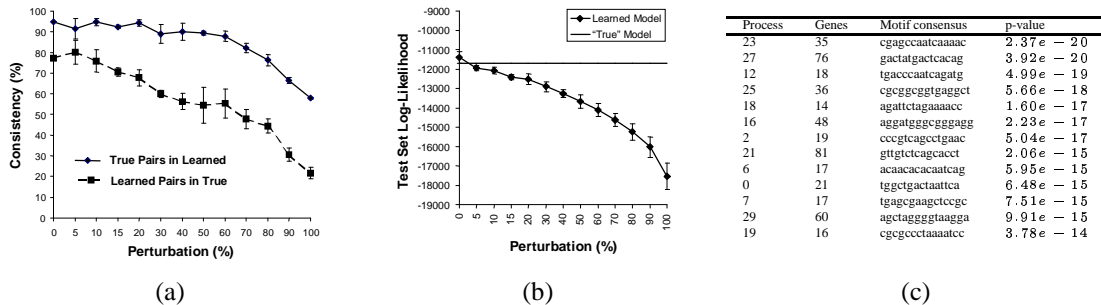 Consistency (%)
100
90
80
70
60
50
40
30
20
10
0
True Pairs in Learned
Learned Pairs in True
0 5 10 15 20 30 40 50 60 70 80 90 100
Perturbation (%)
(a)
Test Set Log-Likelihood
-9000
-10000
-11000
-12000
-13000
-14000
-15000
-16000
-17000
-18000
-19000
Learned Model
"True" Model
0 5 10 15 20 30 40 50 60 70 80 90 100
Perturbation (%)
(b)
Process Genes Motif consensus p-value
23 35 cgagccaatcaaaac 2.37e − 20
27 76 gactatgactcacag 3.92e − 20
12 18 tgacccaatcagatg 4.99e − 19
25 36 cgcggcggtgaggct 5.66e − 18
18 14 agattctagaaaacc 1.60e − 17
16 48 aggatgggcgggagg 2.23e − 17
2 19 cccgtcagcctgaac 5.04e − 17
21 81 gttgtctcagcacct 2.06e − 15
6 17 acaacacacaatcag 5.95e − 15
0 21 tggctgactaattca 6.48e − 15
7 17 tgagcgaagctccgc 7.51e − 15
29 60 agctaggggtaagga 9.91e − 15
19 16 cgcgccctaaaatcc 3.78e − 14
(c)